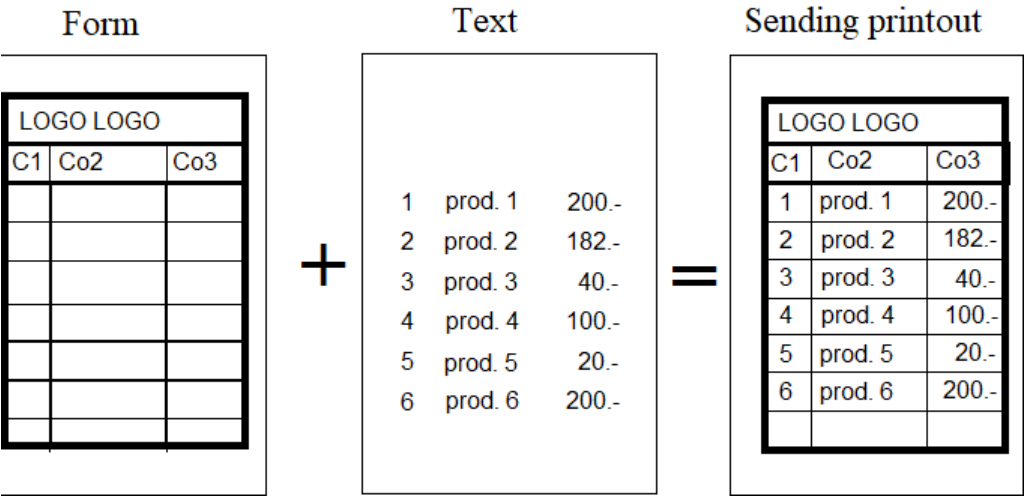 Form
LOGO LOGO
C1 Co2 Co3
+
Text
1 prod. 1 200.-
2 prod. 2 182.-
3 prod. 3 40.-
4 prod. 4 100.-
5 prod. 5 20.-
6 prod. 6 200.-
=
Sending printout
LOGO LOGO
C1 Co2 Co3
1 prod. 1 200.-
2 prod. 2 182.-
3 prod. 3 40.-
4 prod. 4 100.-
5 prod. 5 20.-
6 prod. 6 200.-